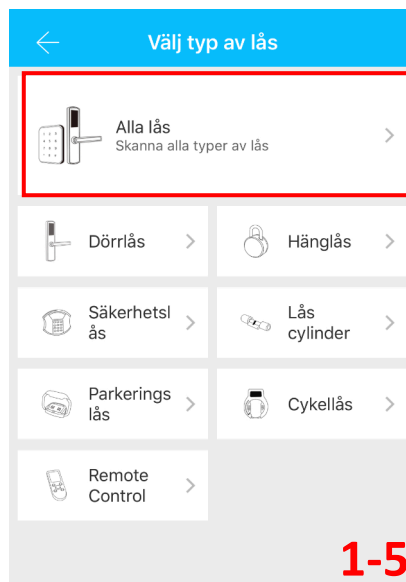 Välj typ av lås
Alla lås
Skanna alla typer av lås
Dörrlås
Hänglås
Säkerhetsl
ås
Lås
cylinder
Parkerings
lås
Cykellås
Remote
Control
1-5